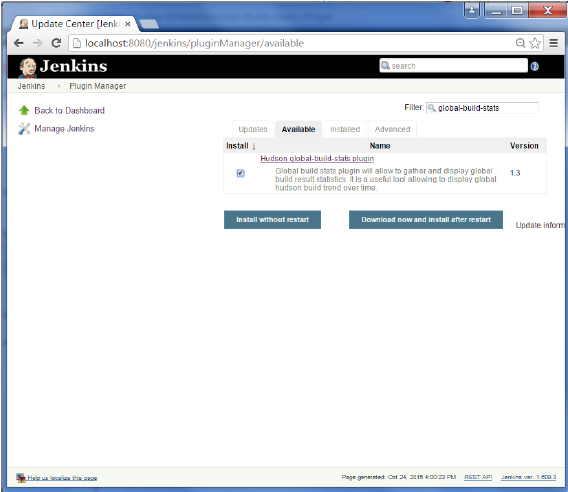 Update Center [Jenki
localhost:8080/jenkins/pluginManager/available
Jenkins
search
Jenkins
Plugin Manager
Back to Dashboard
Manage Jenkins
Filter: global-build-stats
Updates
Available
Installed
Advanced
Install ↓
Name
Version
Hudson global-build-stats plugin
Global build stats plugin will allow to gather and display global
build result statistics. It is a useful tool allowing to display global
hudson build trend over time.
1.3
Install without restart
Download now and install after restart
Update inform
Help us localize this page
Page generated: Oct 24, 2015 4:00:23 PM
REST API
Jenkins ver. 1.609.3